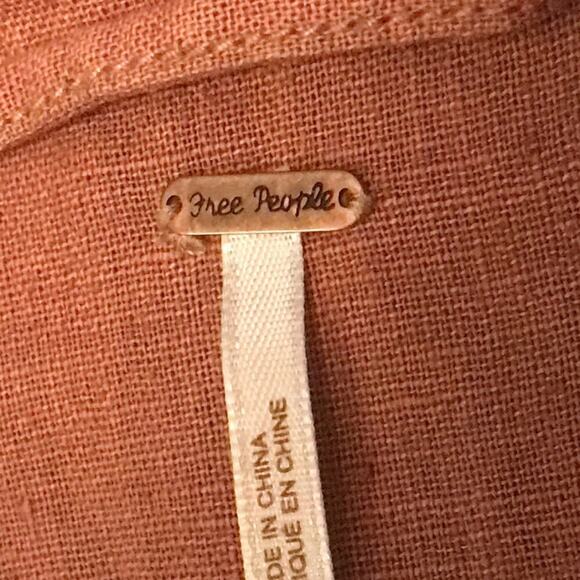 Free People
DE IN CHINA
IQUE EN CHINE